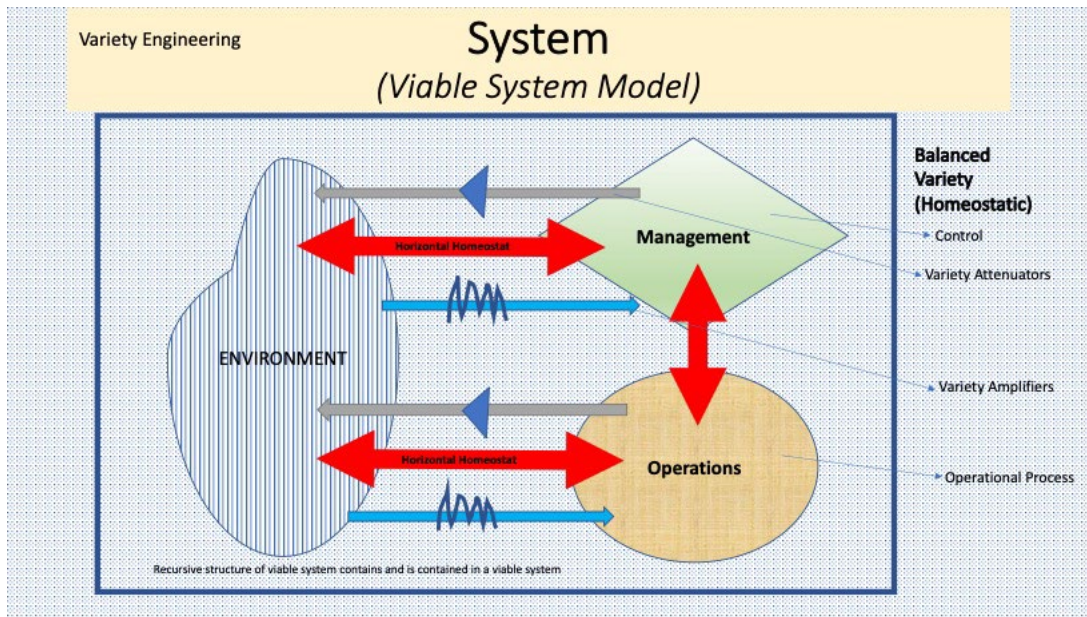 Variety Engineering
System
(Viable System Model)
Balanced
Variety
(Homeostatic)
Control
Variety Attenuators
Variety Amplifiers
Operational Process
Management
Horizontal Homeostat
ENVIRONMENT
Horizontal Homeostat
Operations
Recursive structure of viable system contains and is contained in a viable system